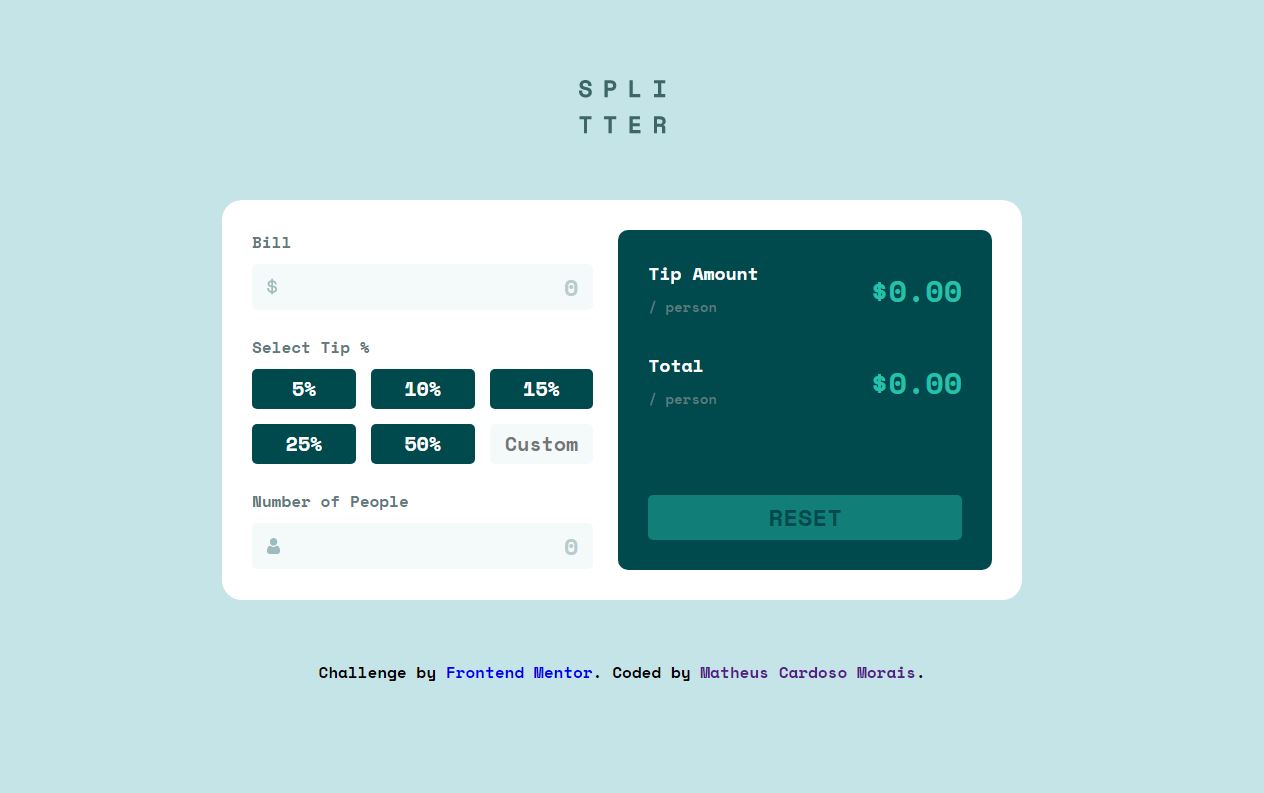 SPLI
TTER
Bill
$ 0
Select Tip %
5% 10% 15%
25% 50% Custom
Number of People
0
Tip Amount
/ person
$0.00
Total
/ person
$0.00
RESET
Challenge by Frontend Mentor. Coded by Matheus Cardoso Morais.